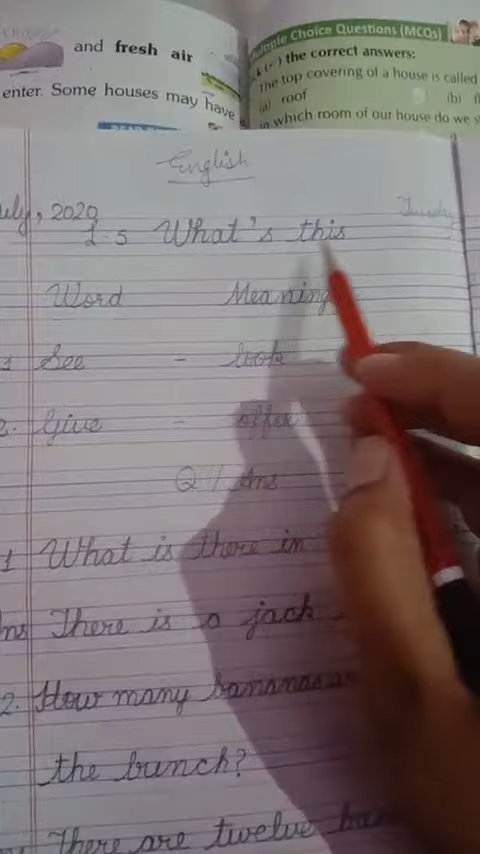 and fresh air
enter. Some houses may have
Multiple Choice Questions (MCQs)
the correct answers:
the top covering of a house is called
(a) roof (b)
which room of our house do we
English
July, 2020 Tuesday
L-5 What's this
Word Meaning
1 See - look
2. Give - offer
Q/Ans
1 What is there in
Ans There is a jack
2. How many bananas
the bunch?
There are twelve